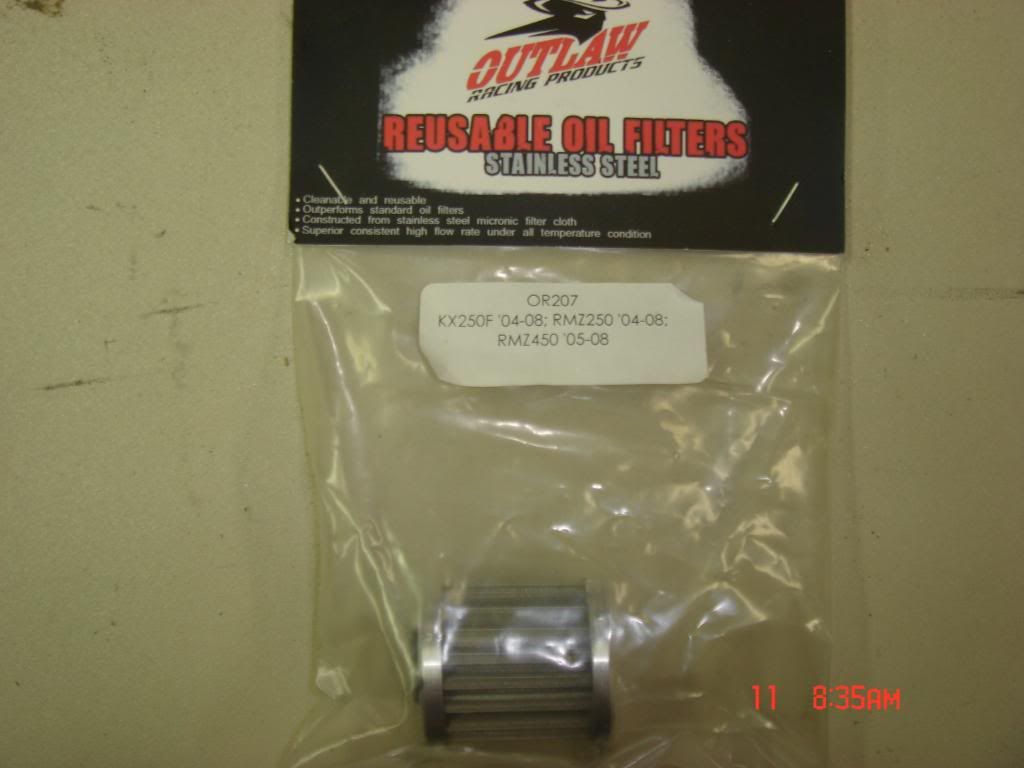 OUTLAW
RACING PRODUCTS
REUSABLE OIL FILTERS
STAINLESS STEEL
• Cleanable and reusable
• Outperforms standard oil filters
• Constructed from stainless steel micronic filter cloth
• Superior consistent high flow rate under all temperature condition
OR207
KX250F '04-08; RMZ250 '04-08;
RMZ450 '05-08
11 8:35AM